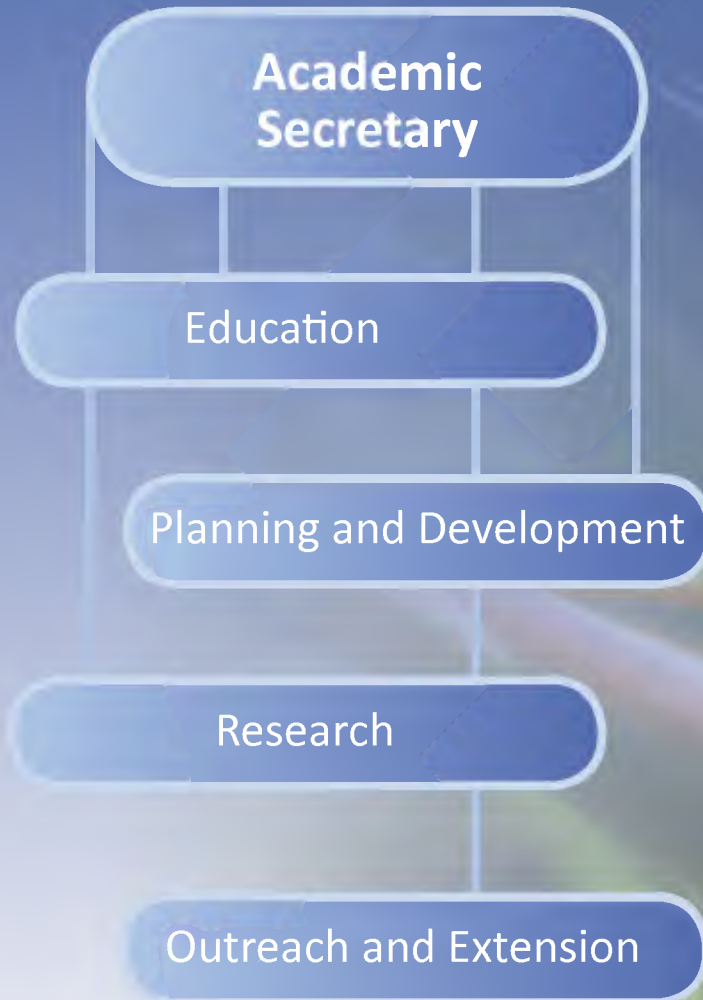 Academic
Secretary
Education
Planning and Development
Research
Outreach and Extension